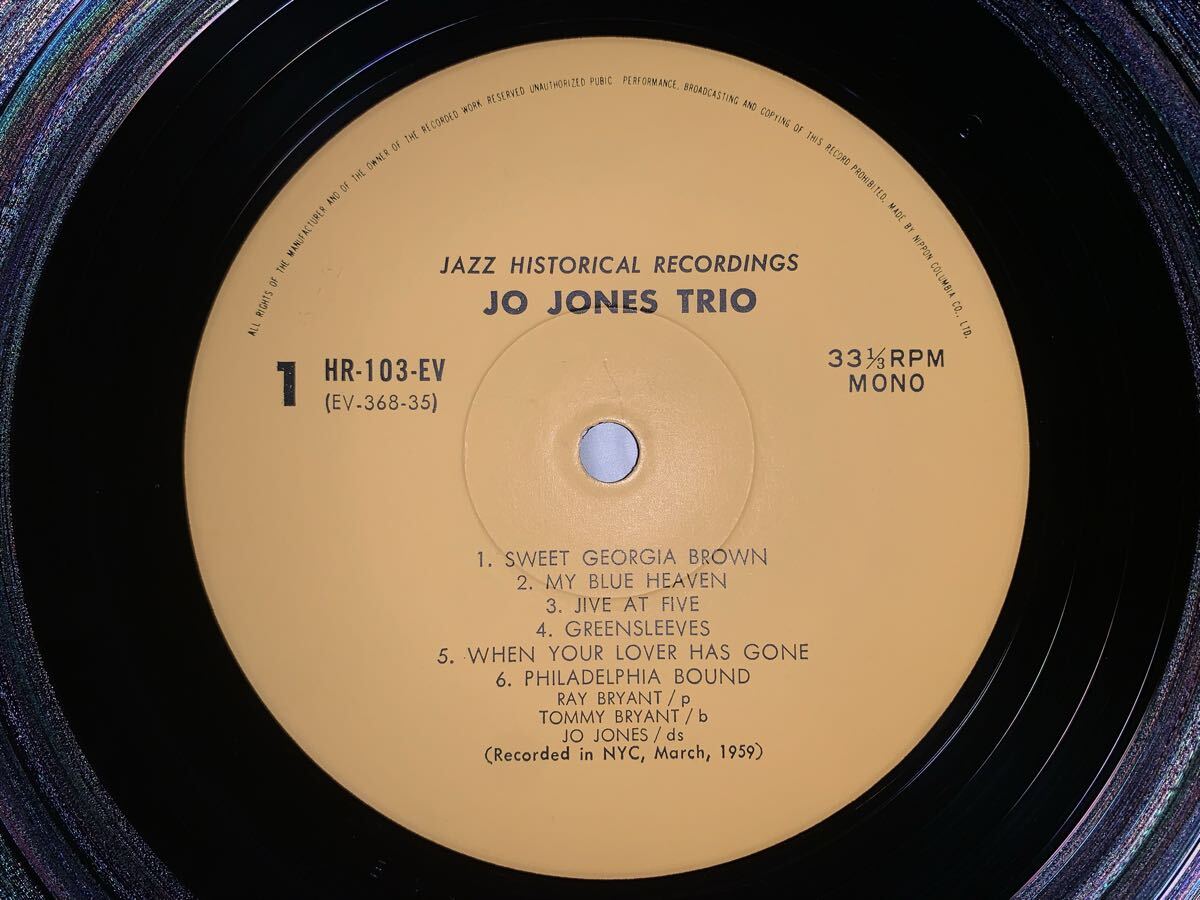 ALL RIGHTS OF THE MANUFACTURER AND OF THE OWNER OF THE RECORDED WORK RESERVED UNAUTHORIZED PUBIC PERFORMANCE, BROADCASTING AND COPYING OF THIS RECORD PROHIBITED. MADE BY NIPPON COLUMBIA CO., LTD.
JAZZ HISTORICAL RECORDINGS
JO JONES TRIO
1 HR-103-EV
(EV-368-35)
33 1/3 RPM
MONO
1. SWEET GEORGIA BROWN
2. MY BLUE HEAVEN
3. JIVE AT FIVE
4. GREENSLEEVES
5. WHEN YOUR LOVER HAS GONE
6. PHILADELPHIA BOUND
RAY BRYANT / p
TOMMY BRYANT / b
JO JONES / ds
(Recorded in NYC, March, 1959)